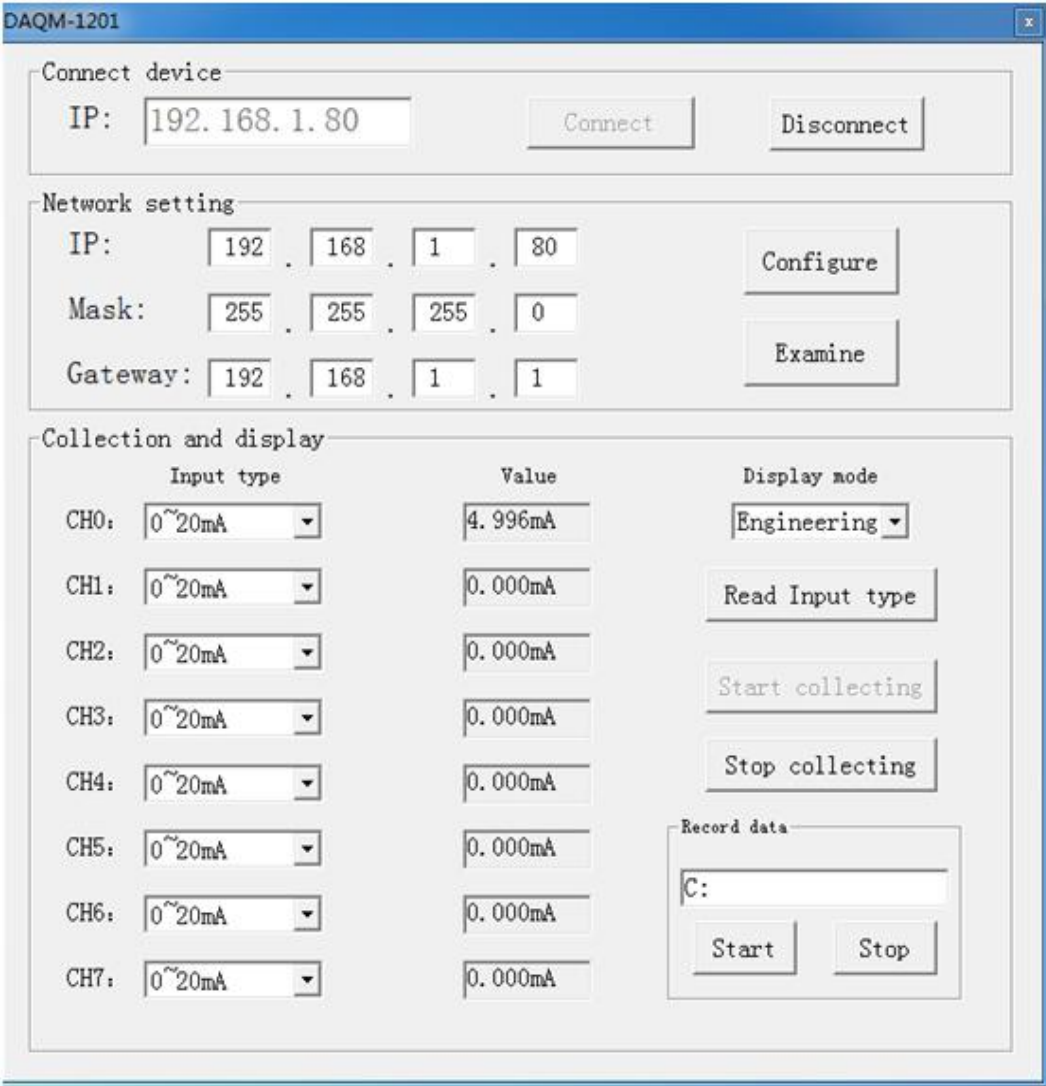 DAQM-1201
x
Connect device
IP: 192.168.1.80 Connect Disconnect
Network setting
IP: 192 . 168 . 1 . 80 Configure
Mask: 255 . 255 . 255 . 0
Examine
Gateway: 192 . 168 . 1 . 1
Collection and display
Input type Value Display mode
CH0: 0~20mA 4.996mA Engineering
CH1: 0~20mA 0.000mA Read Input type
CH2: 0~20mA 0.000mA
Start collecting
CH3: 0~20mA 0.000mA
CH4: 0~20mA 0.000mA Stop collecting
Record data
CH5: 0~20mA 0.000mA
C:
CH6: 0~20mA 0.000mA
Start Stop
CH7: 0~20mA 0.000mA